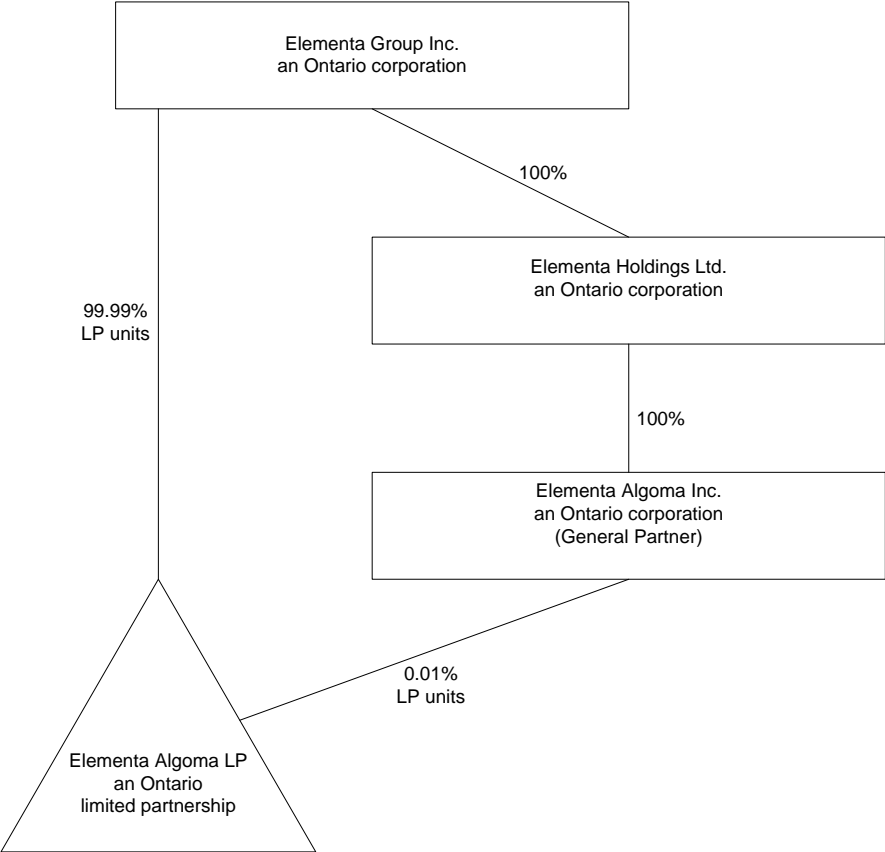 Elementa Group Inc.
an Ontario corporation
100%
Elementa Holdings Ltd.
an Ontario corporation
99.99%
LP units
100%
Elementa Algoma Inc.
an Ontario corporation
(General Partner)
0.01%
LP units
Elementa Algoma LP
an Ontario
limited partnership